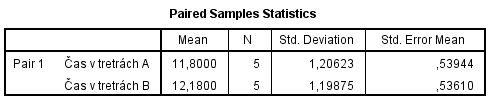 Paired Samples Statistics
Mean N Std. Deviation Std. Error Mean
Pair 1 Čas v tretrách A 11,8000 5 1,20623 ,53944
Čas v tretrách B 12,1800 5 1,19875 ,53610